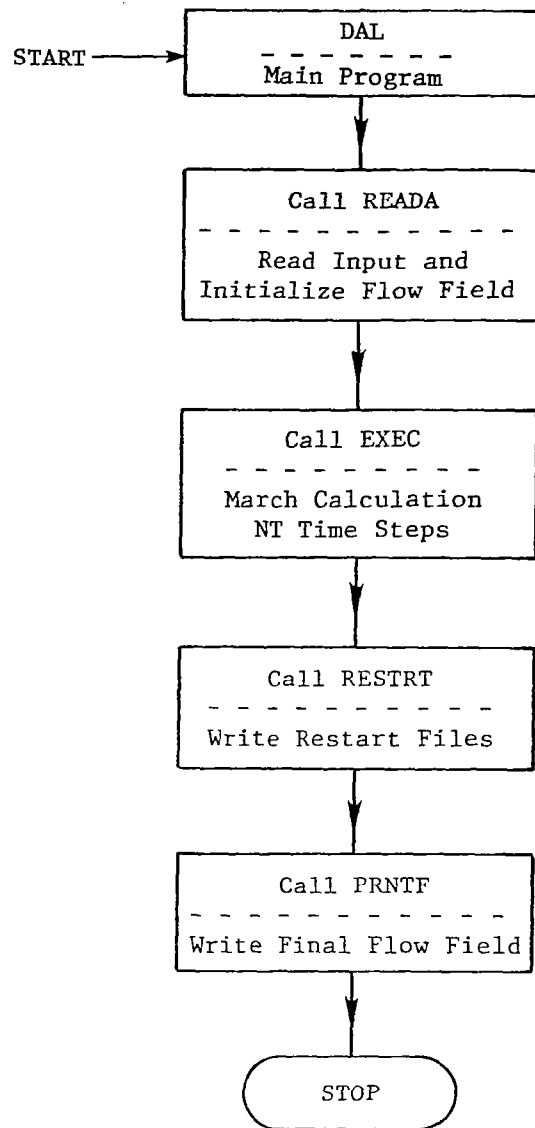 DAL
START
Main Program
Call READA
Read Input and
Initialize Flow Field
Call EXEC
March Calculation
NT Time Steps
Call RESTRT
Write Restart Files
Call PRNTF
Write Final Flow Field
STOP